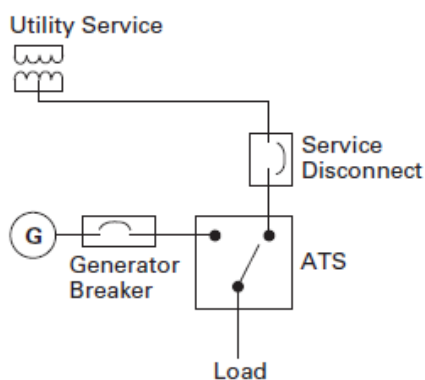 Utility Service
Service
Disconnect
G
Generator
Breaker
ATS
Load